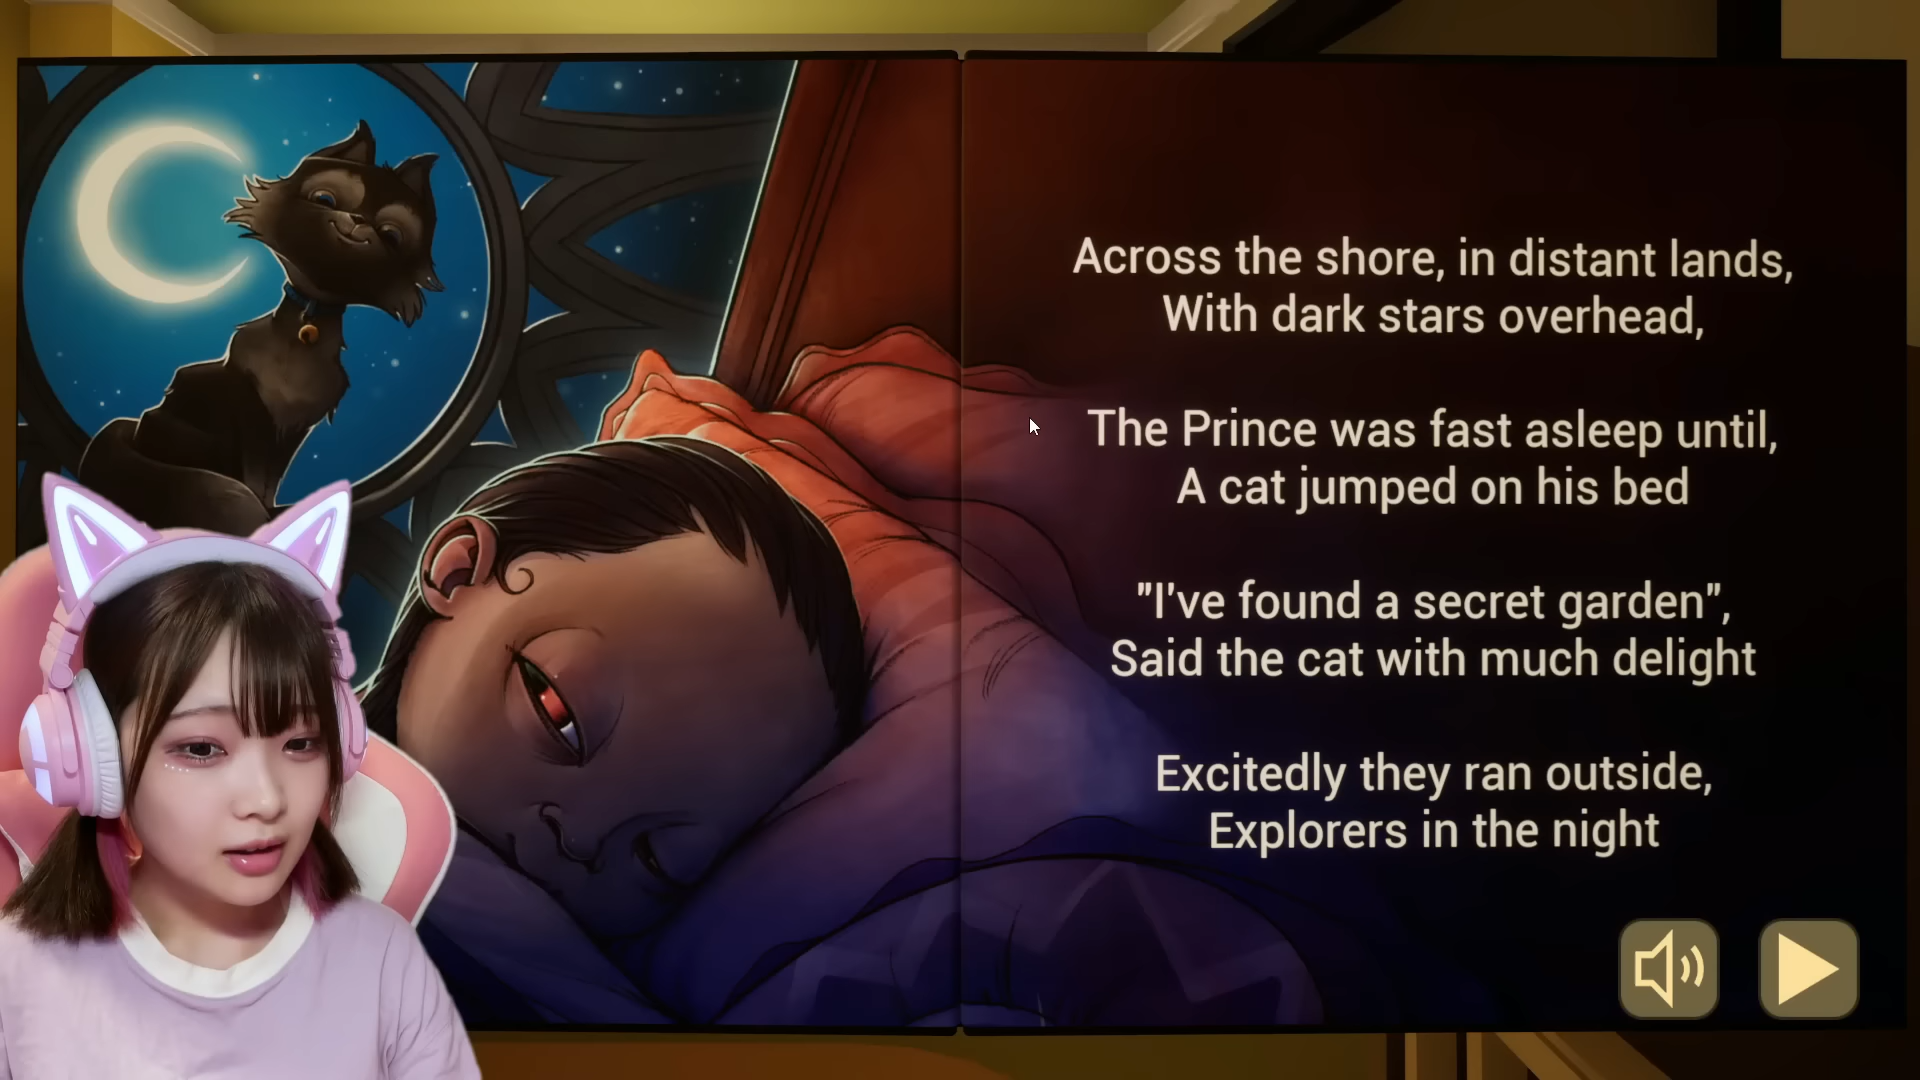 Across the shore, in distant lands,
With dark stars overhead,
The Prince was fast asleep until,
A cat jumped on his bed
"I've found a secret garden",
Said the cat with much delight
Excitedly they ran outside,
Explorers in the night